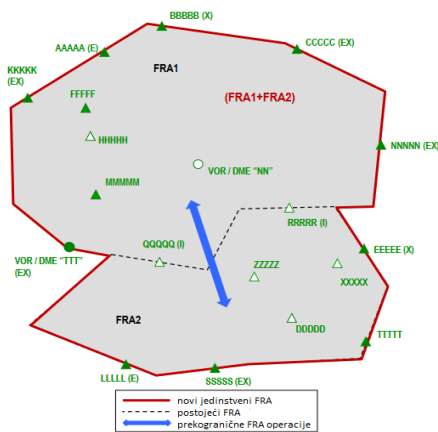 BBBBB (X)
AAAAA (E)
CCCCC (EX)
FRA1
KKKKK
(EX)
FFFFF
(FRA1+FRA2)
HHHHH
NNNNN (EX)
VOR / DME “NN”
MMMMM
RRRRR (I)
QQQQQ (I)
EEEEE (X)
VOR / DME “TTT”
(EX)
ZZZZZ
XXXXX
FRA2
DDDDD
TTTTT
LLLLL (E)
SSSSS (EX)
novi jedinstveni FRA
postojeći FRA
prekogranične FRA operacije